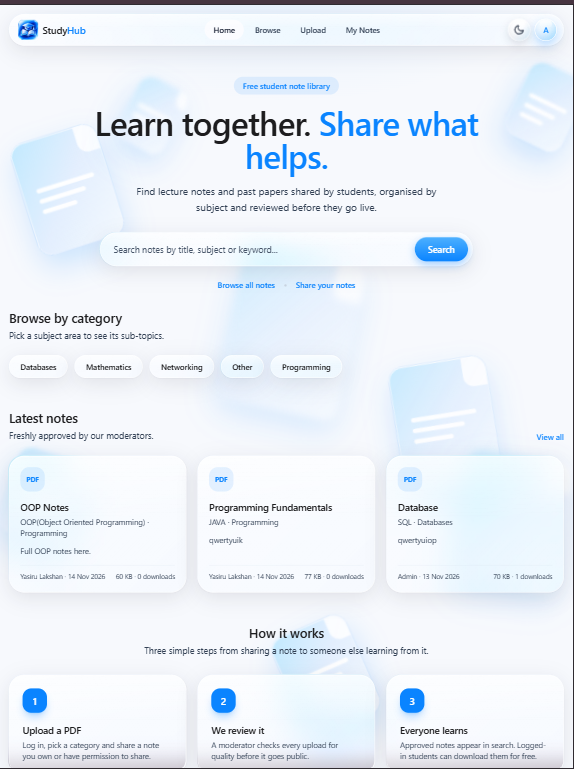 StudyHub
Home Browse Upload My Notes A
Free student note library
Learn together. Share what
helps.
Find lecture notes and past papers shared by students, organised by
subject and reviewed before they go live.
Search notes by title, subject or keyword... Search
Browse all notes · Share your notes
Browse by category
Pick a subject area to see its sub-topics.
Databases Mathematics Networking Other Programming
Latest notes
Freshly approved by our moderators. View all
PDF
OOP Notes
OOP(Object Oriented Programming) ·
Programming
Full OOP notes here.
Yasiru Lakshan · 14 Nov 2026 60 KB · 0 downloads
PDF
Programming Fundamentals
JAVA · Programming
qwertyuik
Yasiru Lakshan · 14 Nov 2026 77 KB · 0 downloads
PDF
Database
SQL · Databases
qwertyuiop
Admin · 13 Nov 2026 70 KB · 1 downloads
How it works
Three simple steps from sharing a note to someone else learning from it.
1
Upload a PDF
Log in, pick a category and share a note
you own or have permission to share.
2
We review it
A moderator checks every upload for
quality before it goes public.
3
Everyone learns
Approved notes appear in search. Logged-
in students can download them for free.